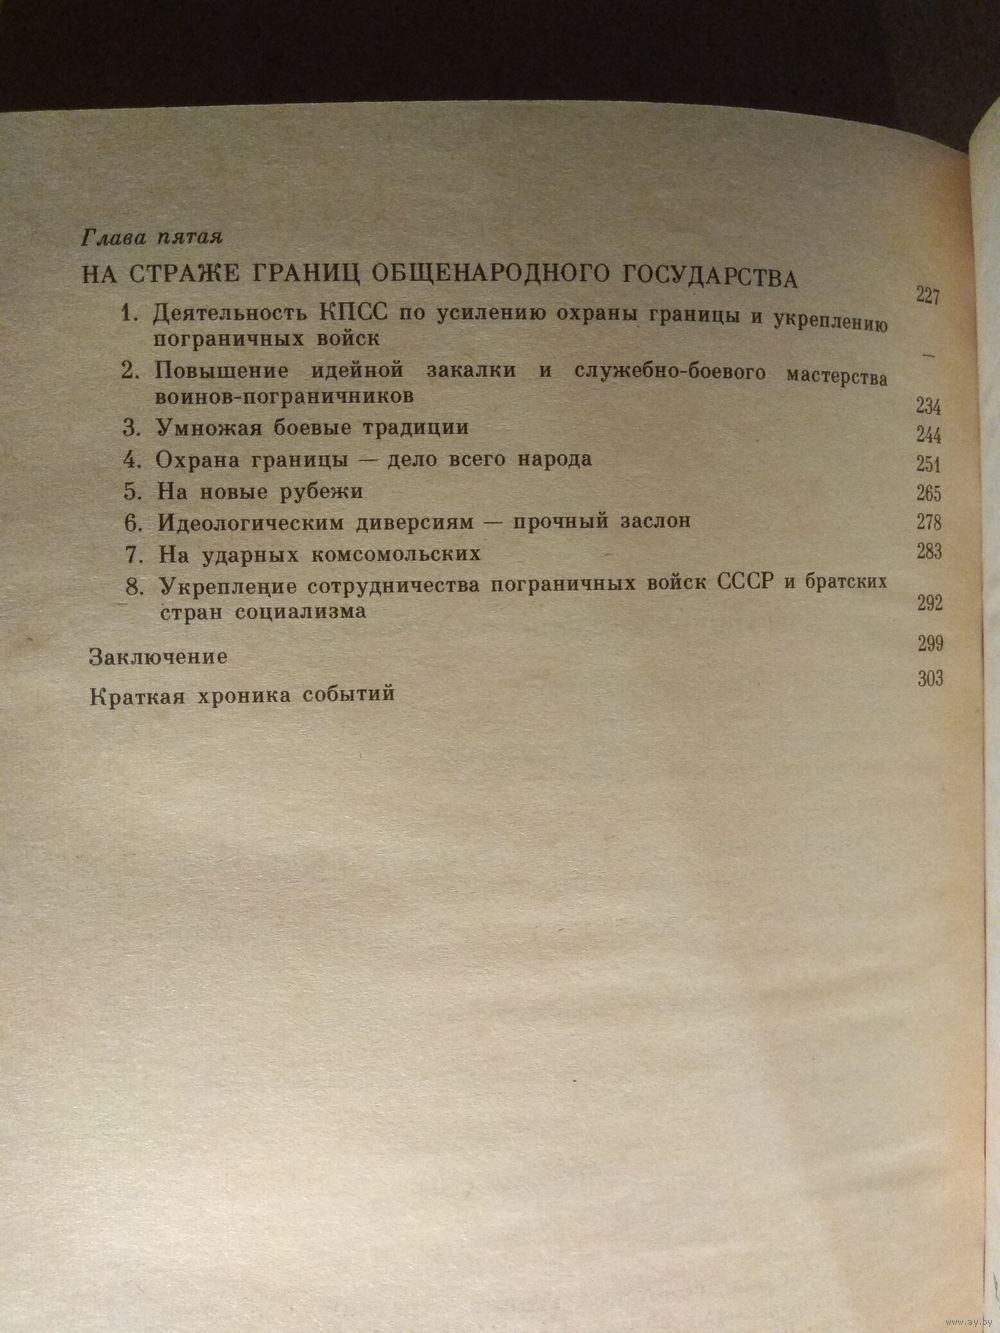 Глава пятая
НА СТРАЖЕ ГРАНИЦ ОБЩЕНАРОДНОГО ГОСУДАРСТВА 227
1. Деятельность КПСС по усилению охраны границы и укреплению
пограничных войск —
2. Повышение идейной закалки и служебно-боевого мастерства
воинов-пограничников 234
3. Умножая боевые традиции 244
4. Охрана границы — дело всего народа 251
5. На новые рубежи 265
6. Идеологическим диверсиям — прочный заслон 278
7. На ударных комсомольских 283
8. Укрепление сотрудничества пограничных войск СССР и братских
стран социализма 292
Заключение 299
Краткая хроника событий 303
www.ay.by